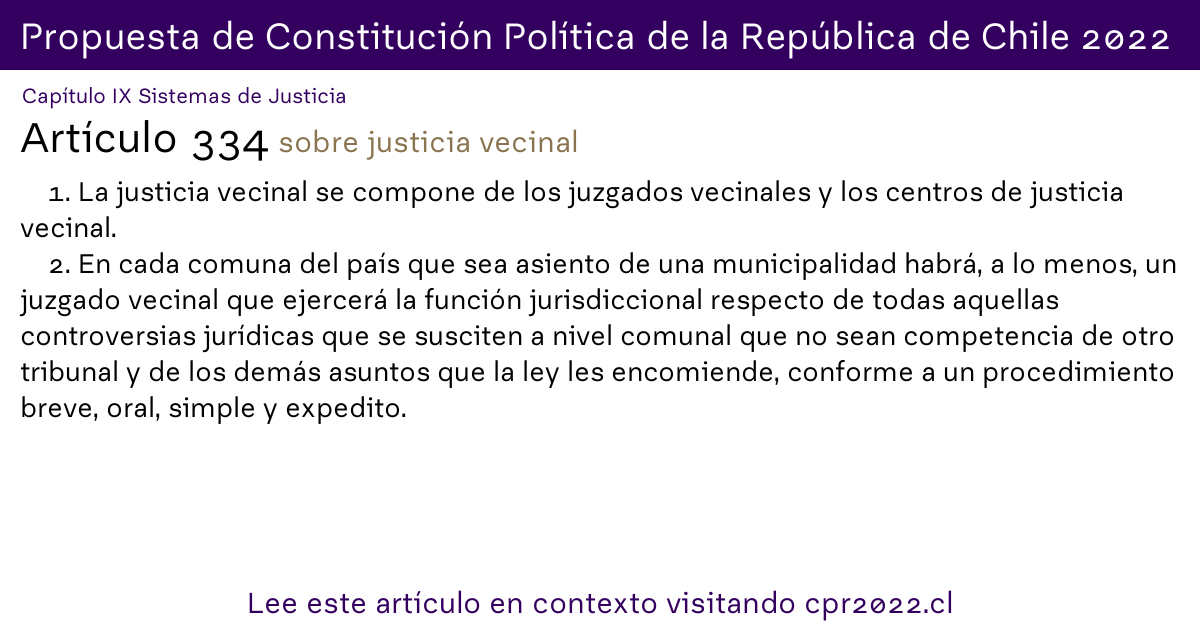 Propuesta de Constitución Política de la República de Chile 2022
Capítulo IX Sistemas de Justicia
Artículo 334 sobre justicia vecinal
1. La justicia vecinal se compone de los juzgados vecinales y los centros de justicia
vecinal.
2. En cada comuna del país que sea asiento de una municipalidad habrá, a lo menos, un
juzgado vecinal que ejercerá la función jurisdiccional respecto de todas aquellas
controversias jurídicas que se susciten a nivel comunal que no sean competencia de otro
tribunal y de los demás asuntos que la ley les encomiende, conforme a un procedimiento
breve, oral, simple y expedito.
Lee este artículo en contexto visitando cpr2022.cl